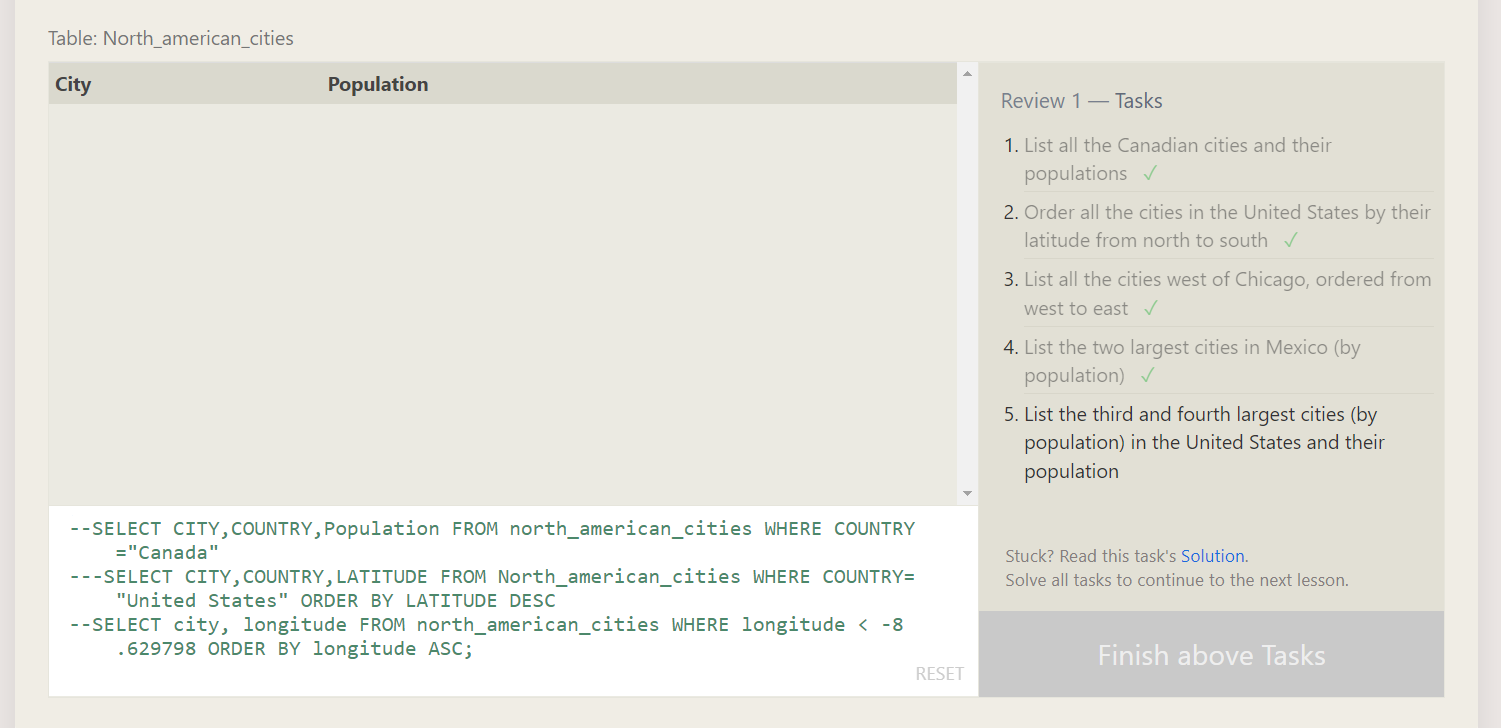 Table: North_american_cities
City Population
--SELECT CITY,COUNTRY,Population FROM north_american_cities WHERE COUNTRY
="Canada"
---SELECT CITY,COUNTRY,LATITUDE FROM North_american_cities WHERE COUNTRY=
"United States" ORDER BY LATITUDE DESC
--SELECT city, longitude FROM north_american_cities WHERE longitude < -8
.629798 ORDER BY longitude ASC;
RESET
Review 1 — Tasks
1. List all the Canadian cities and their
populations ✓
2. Order all the cities in the United States by their
latitude from north to south ✓
3. List all the cities west of Chicago, ordered from
west to east ✓
4. List the two largest cities in Mexico (by
population) ✓
5. List the third and fourth largest cities (by
population) in the United States and their
population
Stuck? Read this task's Solution.
Solve all tasks to continue to the next lesson.
Finish above Tasks